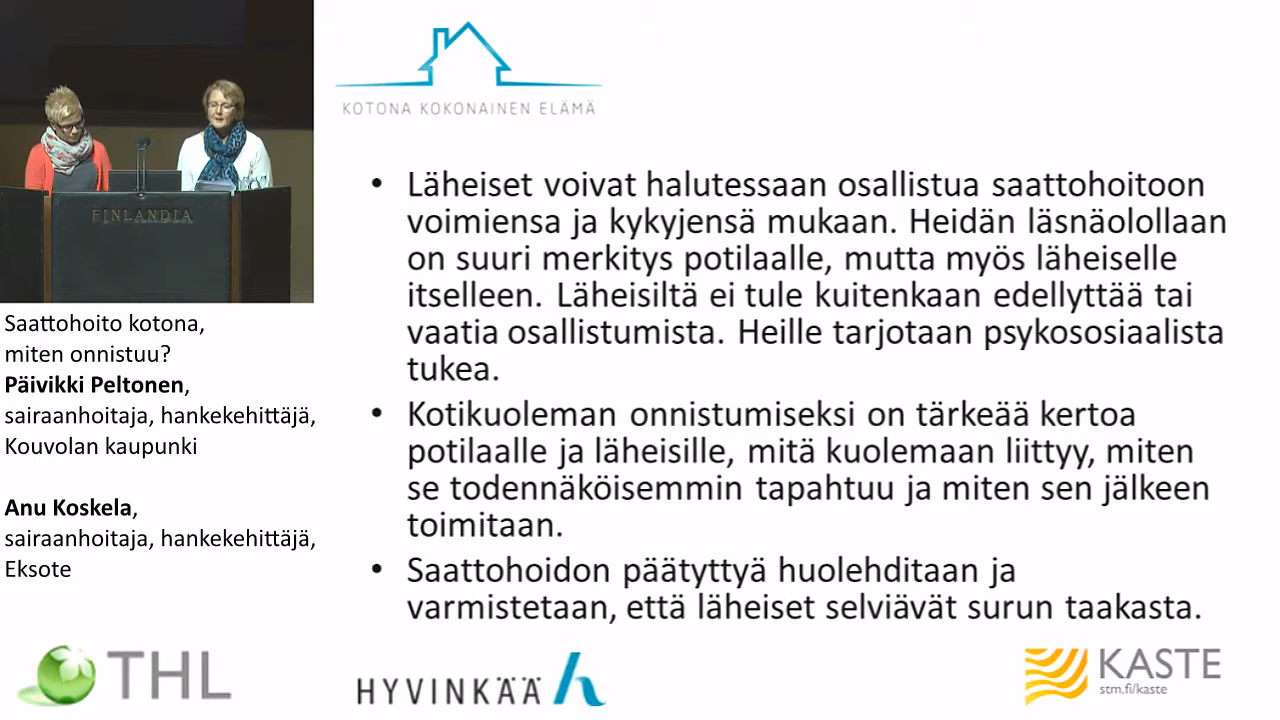 FINLANDIA
Saattohoito kotona,
miten onnistuu?
Päivikki Peltonen,
sairaanhoitaja, hankekehittäjä,
Kouvolan kaupunki
Anu Koskela,
sairaanhoitaja, hankekehittäjä,
Eksote
KOTONA KOKONAINEN ELÄMÄ
• Läheiset voivat halutessaan osallistua saattohoitoon
voimiensa ja kykyjensä mukaan. Heidän läsnäolollaan
on suuri merkitys potilaalle, mutta myös läheiselle
itselleen. Läheisiltä ei tule kuitenkaan edellyttää tai
vaatia osallistumista. Heille tarjotaan psykososiaalista
tukea.
• Kotikuoleman onnistumiseksi on tärkeää kertoa
potilaalle ja läheisille, mitä kuolemaan liittyy, miten
se todennäköisemmin tapahtuu ja miten sen jälkeen
toimitaan.
• Saattohoidon päätyttyä huolehditaan ja
varmistetaan, että läheiset selviävät surun taakasta.
THL
HYVINKÄÄ
KASTE
stm.fi/kaste